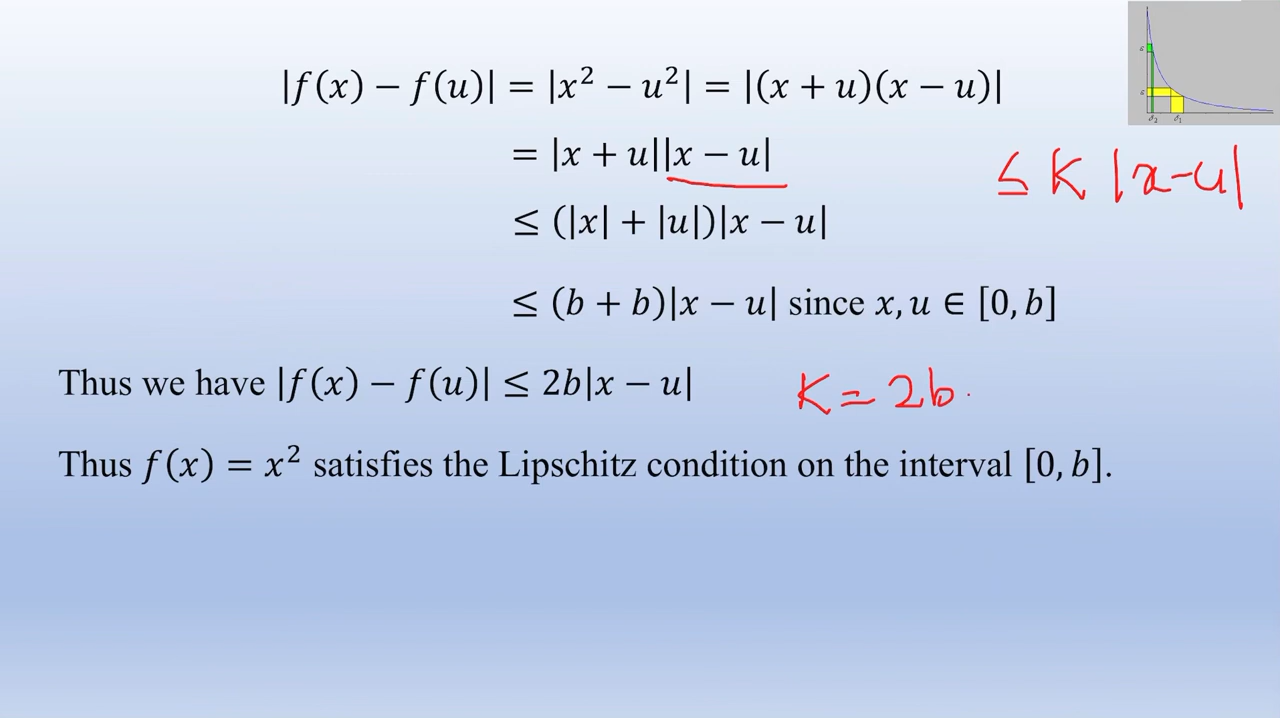 |f(x) − f(u)| = |x² − u²| = |(x + u)(x − u)|
= |x + u||x − u|
≤ K |x-u|
≤ (|x| + |u|)|x − u|
≤ (b + b)|x − u| since x, u ∈ [0, b]
Thus we have |f(x) − f(u)| ≤ 2b|x − u|
K = 2b.
Thus f(x) = x² satisfies the Lipschitz condition on the interval [0, b].